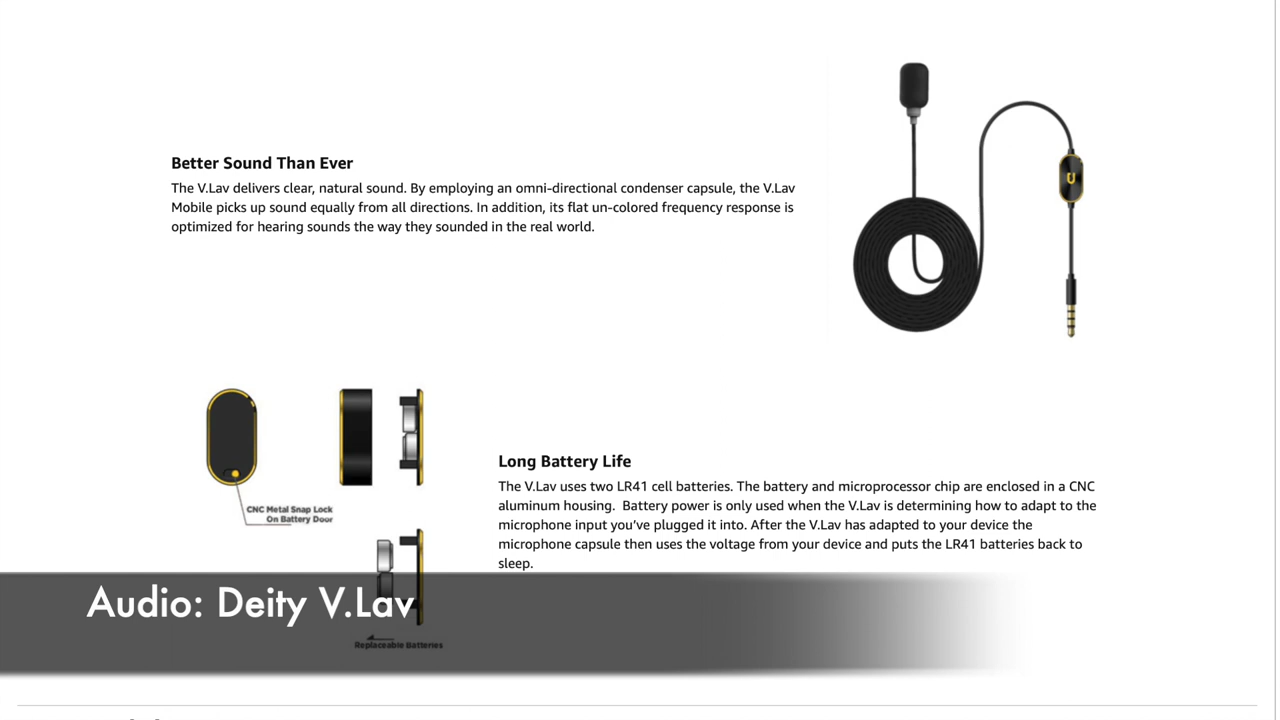 Better Sound Than Ever
The V.Lav delivers clear, natural sound. By employing an omni-directional condenser capsule, the V.Lav
Mobile picks up sound equally from all directions. In addition, its flat un-colored frequency response is
optimized for hearing sounds the way they sounded in the real world.
CNC Metal Snap Lock
On Battery Door
Long Battery Life
The V.Lav uses two LR41 cell batteries. The battery and microprocessor chip are enclosed in a CNC
aluminum housing.  Battery power is only used when the V.Lav is determining how to adapt to the
microphone input you’ve plugged it into. After the V.Lav has adapted to your device the
microphone capsule then uses the voltage from your device and puts the LR41 batteries back to
sleep.
Audio: Deity V.Lav
Replaceable Batteries